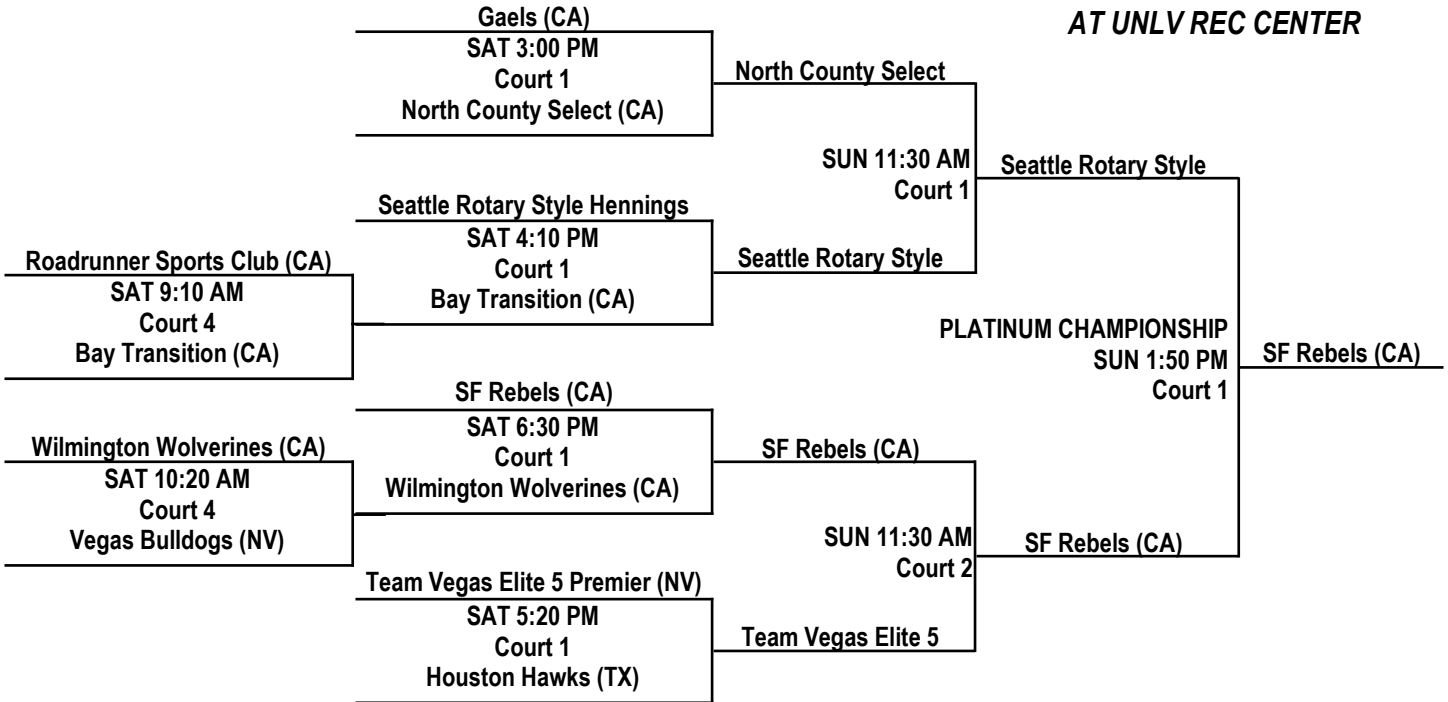 Gaels (CA)
AT UNLV REC CENTER
SAT 3:00 PM
Court 1
North County Select (CA)
North County Select
SUN 11:30 AM
Court 1
Seattle Rotary Style
Seattle Rotary Style Hennings
SAT 4:10 PM
Court 1
Bay Transition (CA)
Seattle Rotary Style
Roadrunner Sports Club (CA)
SAT 9:10 AM
Court 4
Bay Transition (CA)
PLATINUM CHAMPIONSHIP
SUN 1:50 PM
Court 1
SF Rebels (CA)
SF Rebels (CA)
SAT 6:30 PM
Court 1
Wilmington Wolverines (CA)
SF Rebels (CA)
Wilmington Wolverines (CA)
SAT 10:20 AM
Court 4
Vegas Bulldogs (NV)
SUN 11:30 AM
Court 2
SF Rebels (CA)
Team Vegas Elite 5 Premier (NV)
SAT 5:20 PM
Court 1
Houston Hawks (TX)
Team Vegas Elite 5